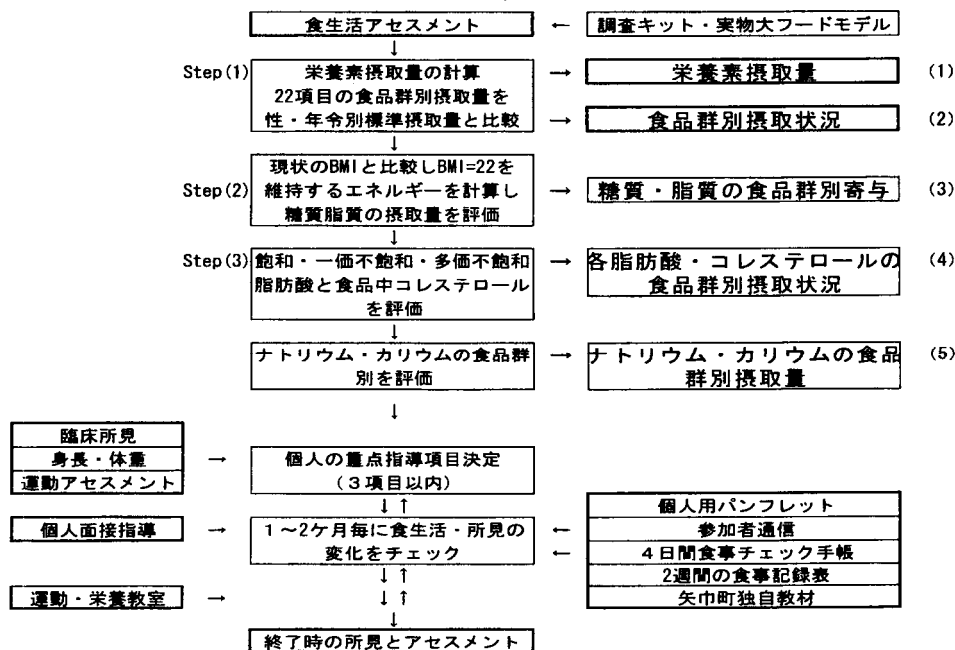 食生活アセスメント ← 調査キット・実物大フードモデル
↓
Step(1) 栄養素摂取量の計算 → 栄養素摂取量 (1)
22項目の食品群別摂取量を
性・年令別標準摂取量と比較 → 食品群別摂取状況 (2)
↓
現状のBMIと比較しBMI=22を
Step(2) 維持するエネルギーを計算し → 糖質・脂質の食品群別寄与 (3)
糖質脂質の摂取量を評価
↓
Step(3) 飽和・一価不飽和・多価不飽和 → 各脂肪酸・コレステロールの (4)
脂肪酸と食品中コレステロール 食品群別摂取状況
を評価
↓
ナトリウム・カリウムの食品群 → ナトリウム・カリウムの食品 (5)
別を評価 群別摂取量
↓
臨床所見
身長・体重 → 個人の重点指導項目決定
運動アセスメント (3項目以内)
↓↑ 個人用パンフレット
個人面接指導 → 1~2ケ月毎に食生活・所見の ← 参加者通信
変化をチェック ← 4日間食事チェック手帳
↓↑ 2週間の食事記録表
運動・栄養教室 → ↓↑ 矢巾町独自教材
↓
終了時の所見とアセスメント